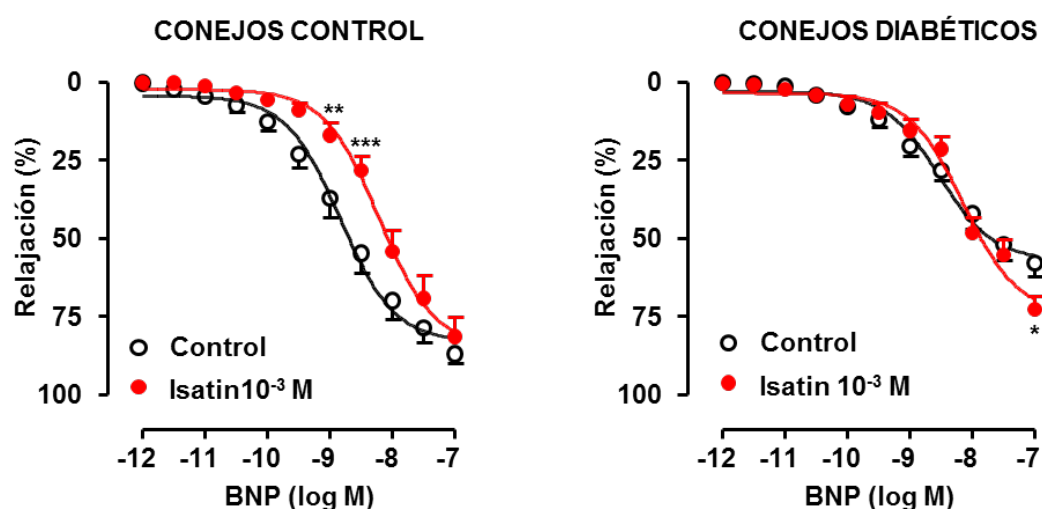 CONEJOS CONTROL
0
25
50
75
100
Relajación (%)
**
***
Control
Isatin10-³ M
-12 -11 -10 -9 -8 -7
BNP (log M)
CONEJOS DIABÉTICOS
0
25
50
75
100
Relajación (%)
*
Control
Isatin 10-³ M
-12 -11 -10 -9 -8 -7
BNP (log M)